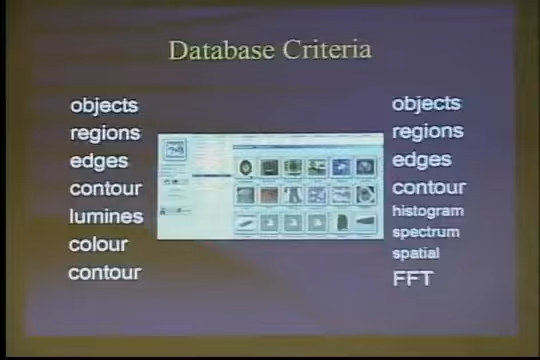 Database Criteria
objects
regions
edges
contour
lumines
colour
contour
objects
regions
edges
contour
histogram
spectrum
spatial
FFT